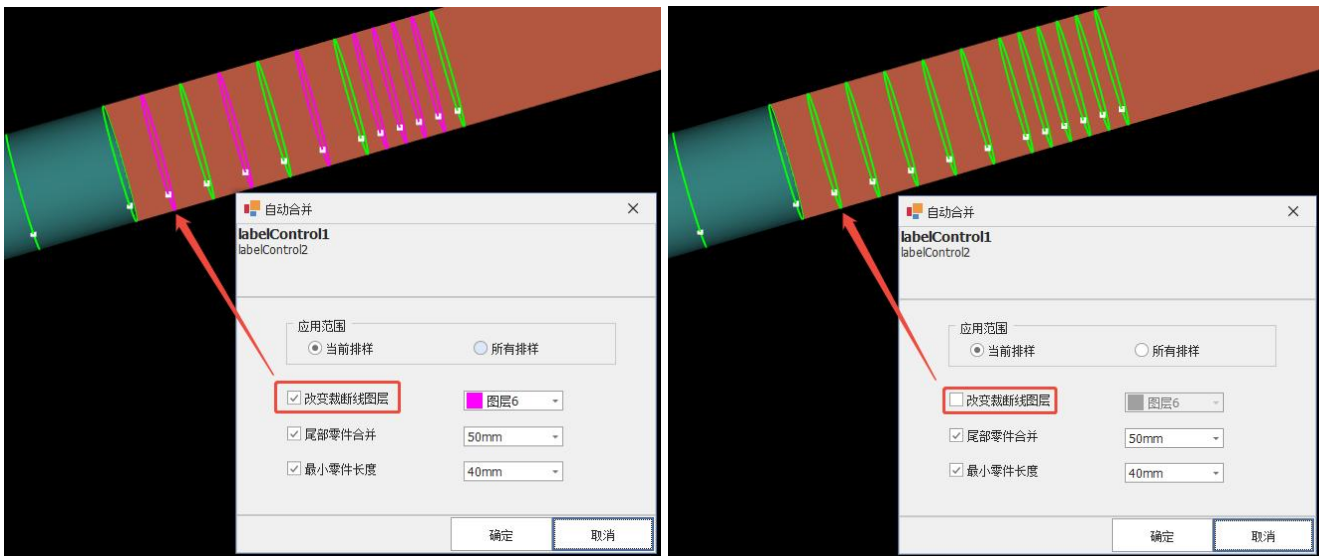 自动合并
labelControl1
labelControl2
应用范围
当前排样
所有排样
改变裁断线图层
图层6
尾部零件合并
50mm
最小零件长度
40mm
确定
取消
自动合并
labelControl1
labelControl2
应用范围
当前排样
所有排样
改变裁断线图层
图层6
尾部零件合并
50mm
最小零件长度
40mm
确定
取消